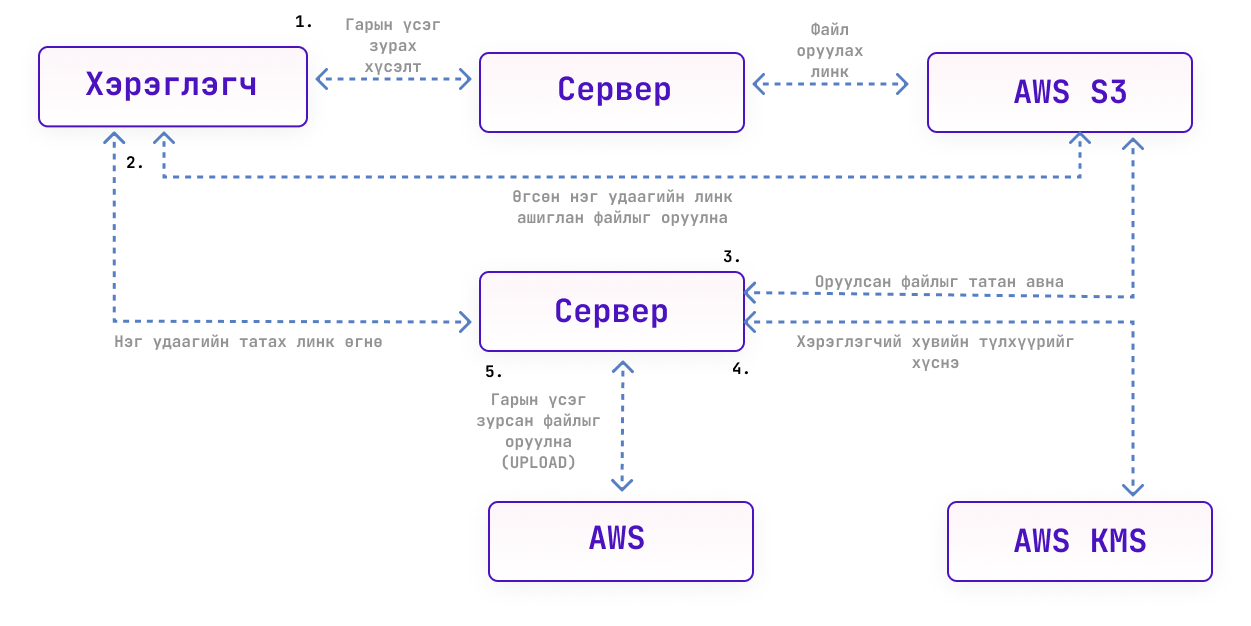 1.
Гарын үсэг
зурах
хүсэлт
Файл
оруулах
линк
Хэрэглэгч
Сервер
AWS S3
2.
Өгсөн нэг удаагийн линк
ашиглан файлыг оруулна
3.
Оруулсан файлыг татан авна
Сервер
Нэг удаагийн татах линк өгнө
Хэрэглэгчий хувийн түлхүүрийг
хүснэ
4.
5.
Гарын үсэг
зурсан файлыг
оруулна
(UPLOAD)
AWS
AWS KMS